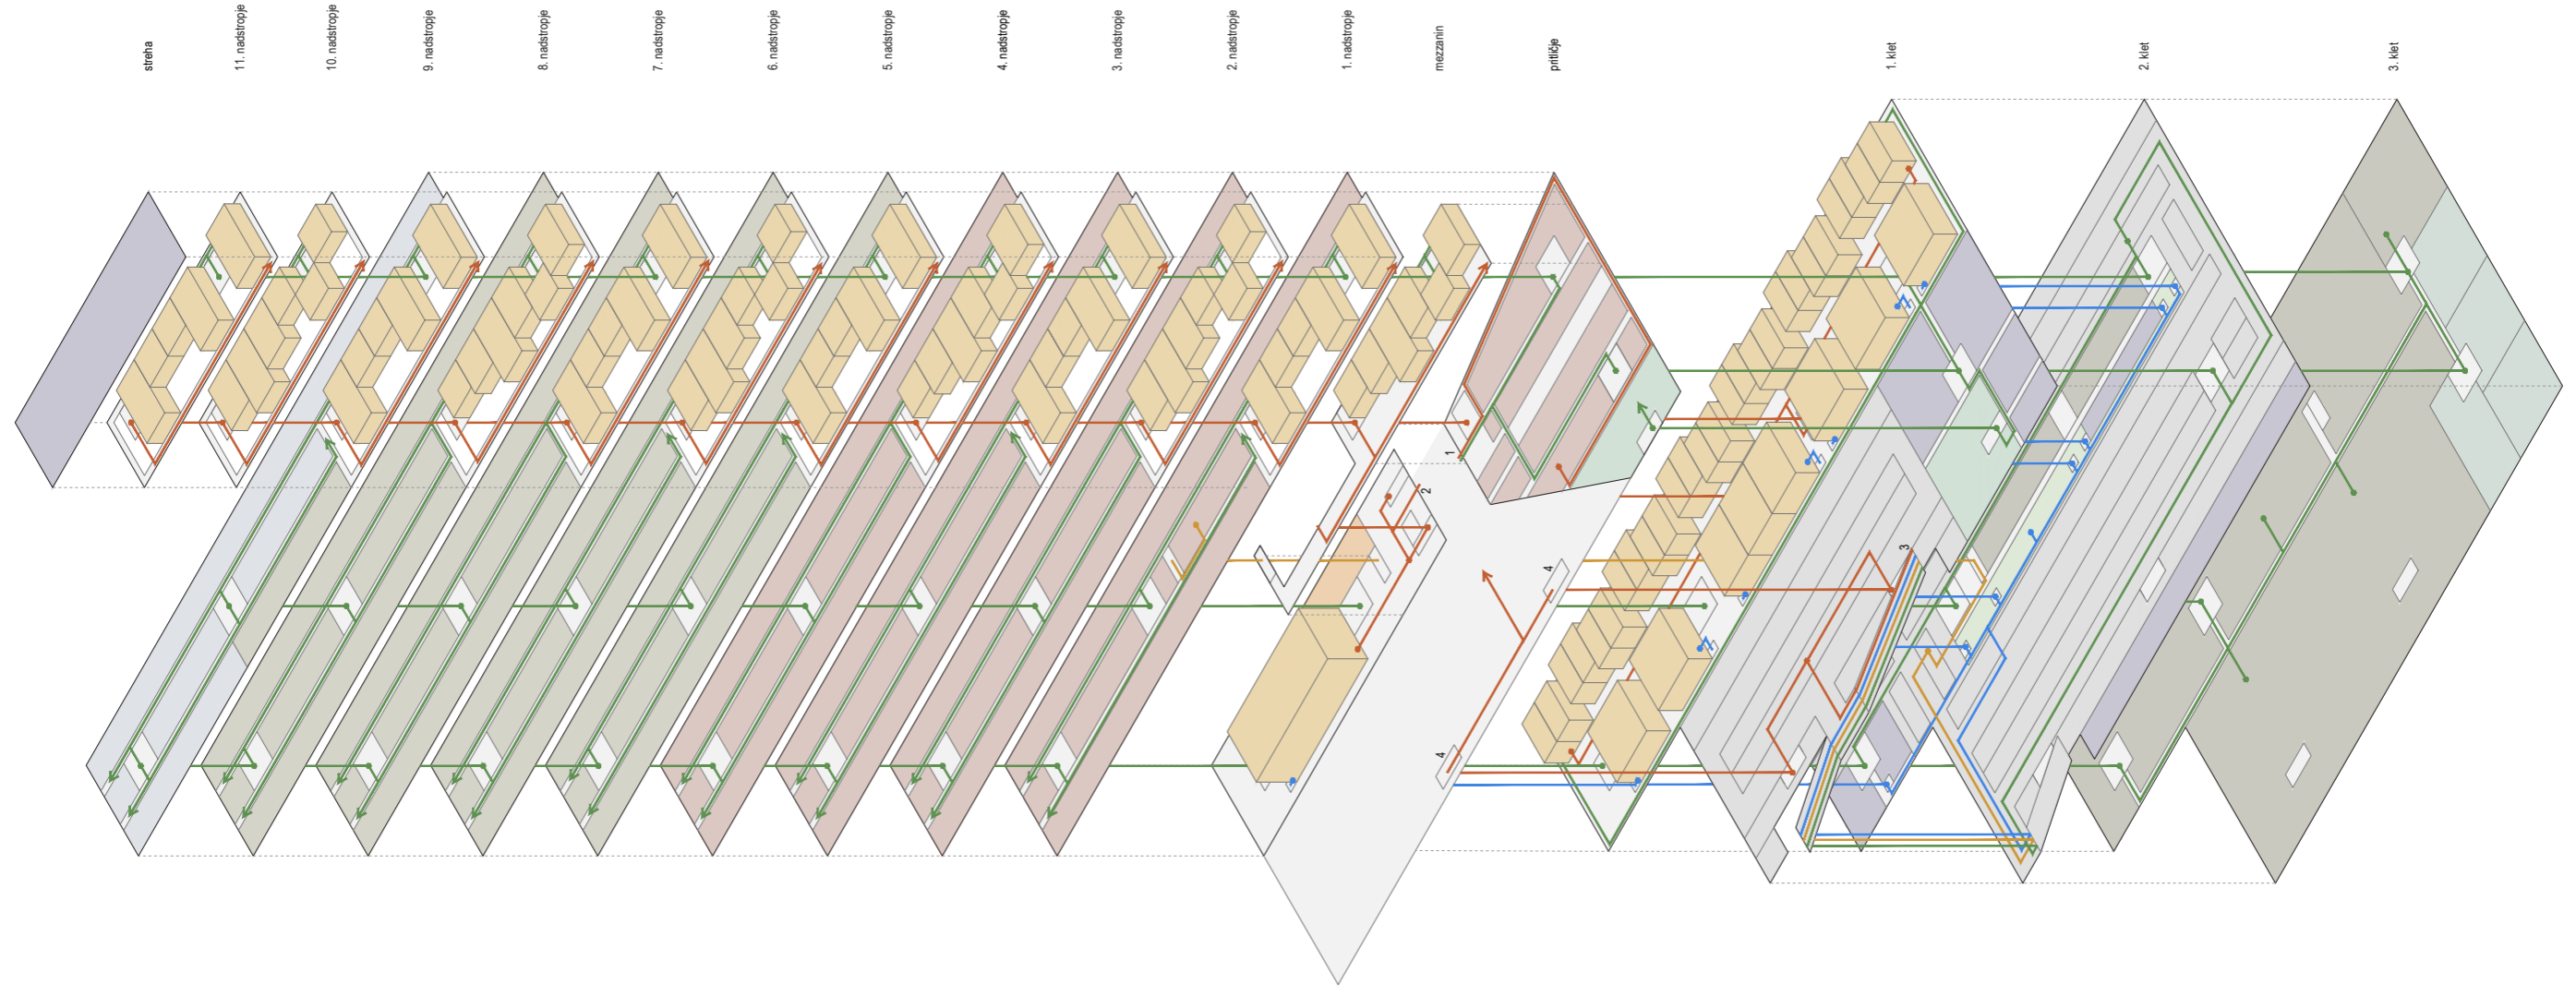 streha
11. nadstropje
10. nadstropje
9. nadstropje
8. nadstropje
7. nadstropje
6. nadstropje
5. nadstropje
4. nadstropje
3. nadstropje
2. nadstropje
1. nadstropje
mezzanin
pritličje
1. klet
2. klet
3. klet
1
2
3
4
4